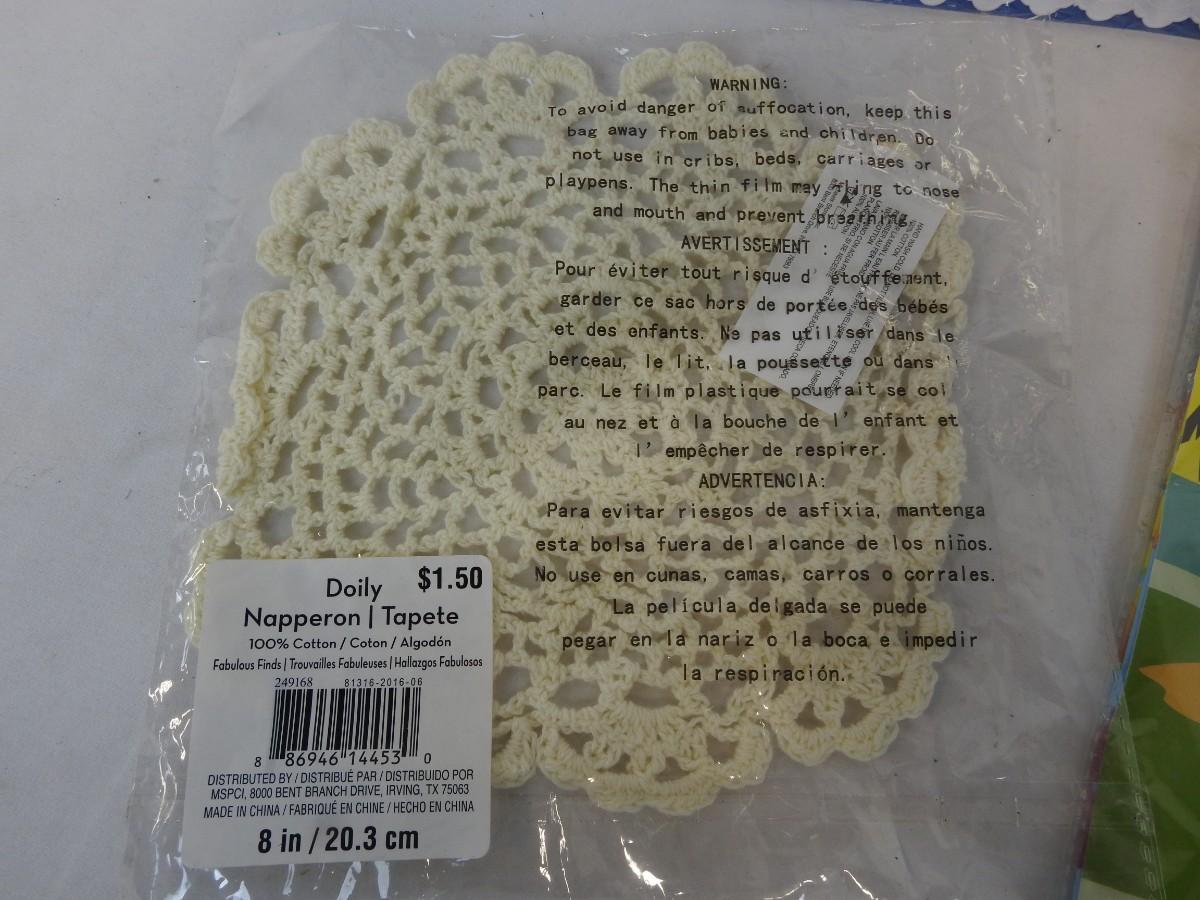 WARNING:
To avoid danger of suffocation, keep this
bag away from babies and children. Do
not use in cribs, beds, carriages or
playpens. The thin film may cling to nose
and mouth and prevent breathing.
AVERTISSEMENT :
Pour éviter tout risque d' étouffement,
garder ce sac hors de portée des bébés
et des enfants. Ne pas utiliser dans le
berceau, le lit, la poussette ou dans
parc. Le film plastique pourrait se col
au nez et à la bouche de l' enfant et
l' empêcher de respirer.
ADVERTENCIA:
Para evitar riesgos de asfixia, mantenga
esta bolsa fuera del alcance de los niños.
No use en cunas, camas, carros o corrales.
La película delgada se puede
pegar en la nariz o la boca e impedir
la respiración.
Doily $1.50
Napperon | Tapete
100% Cotton / Coton / Algodón
Fabulous Finds | Trouvailles Fabuleuses | Hallazgos Fabulosos
249168 81316-2016-06
8 86946 14453 0
DISTRIBUTED BY / DISTRIBUÉ PAR / DISTRIBUIDO POR
MSPCI, 8000 BENT BRANCH DRIVE, IRVING, TX 75063
MADE IN CHINA / FABRIQUÉ EN CHINE / HECHO EN CHINA
8 in / 20.3 cm